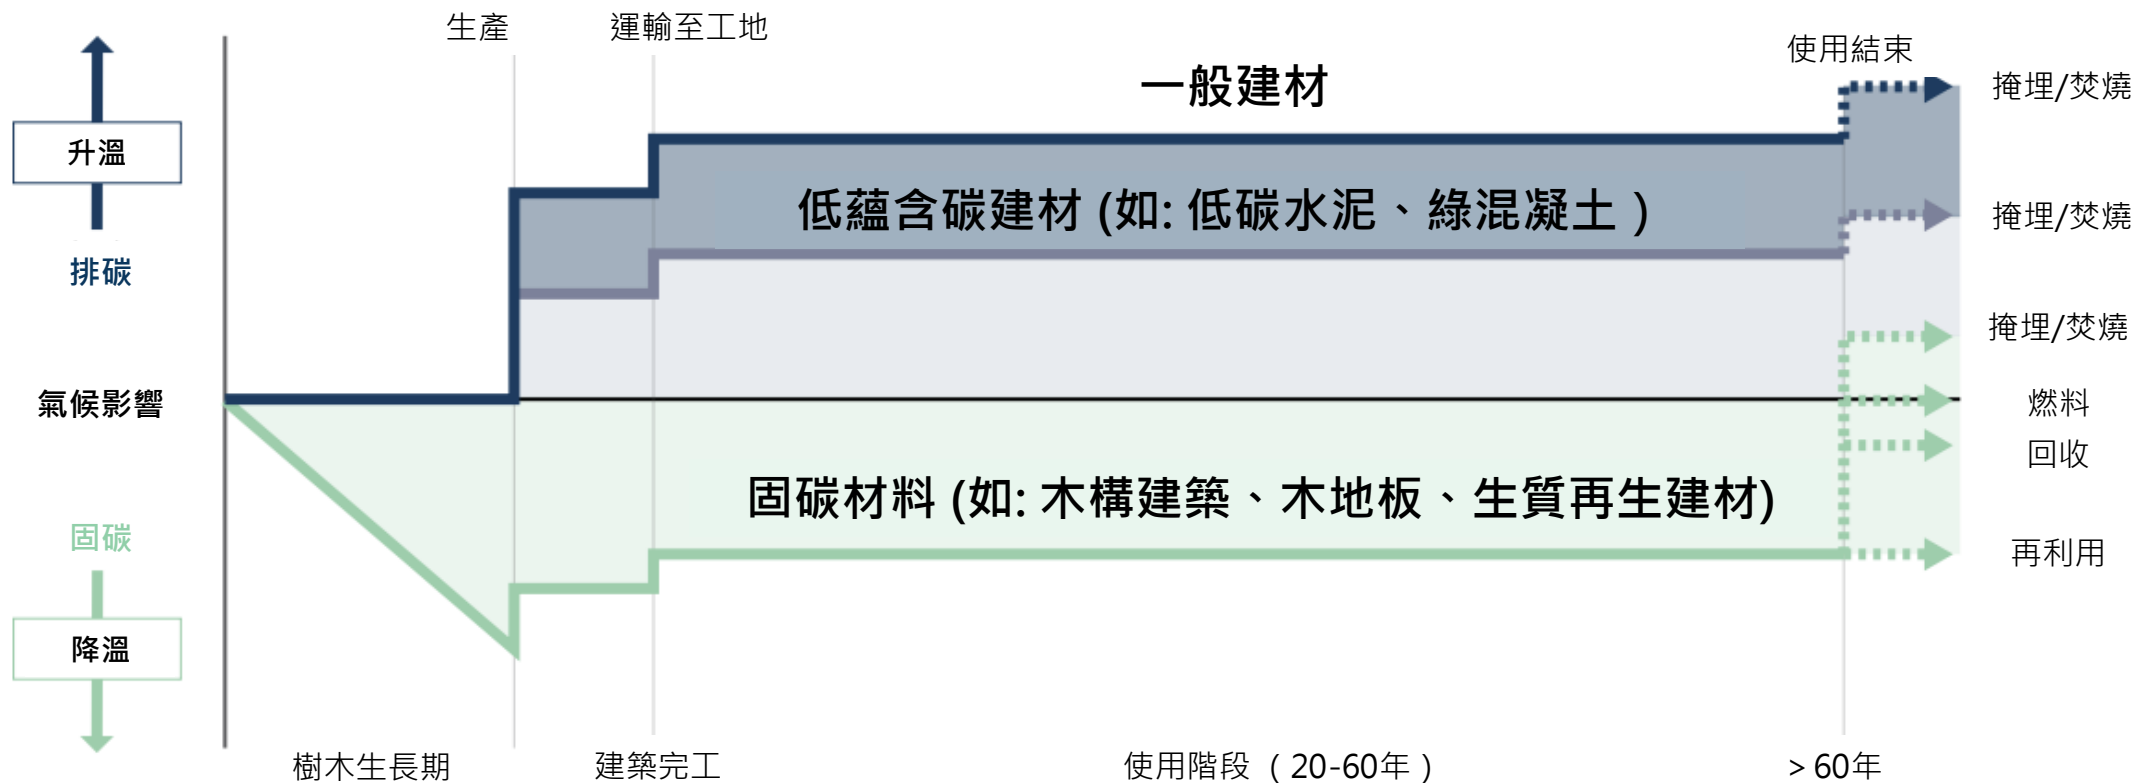 生產
運輸至工地
使用結束
一般建材
掩埋/焚燒
升溫
低蘊含碳建材 (如: 低碳水泥、綠混凝土 )
掩埋/焚燒
排碳
掩埋/焚燒
氣候影響
燃料
回收
固碳材料 (如: 木構建築、木地板、生質再生建材)
固碳
再利用
降溫
樹木生長期
建築完工
使用階段 ( 20-60年 )
> 60年